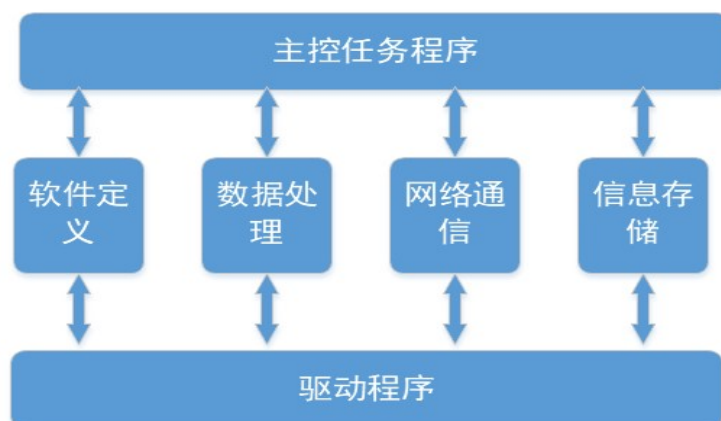 主控任务程序
软件定
义
数据处
理
网络通
信
信息存
储
驱动程序